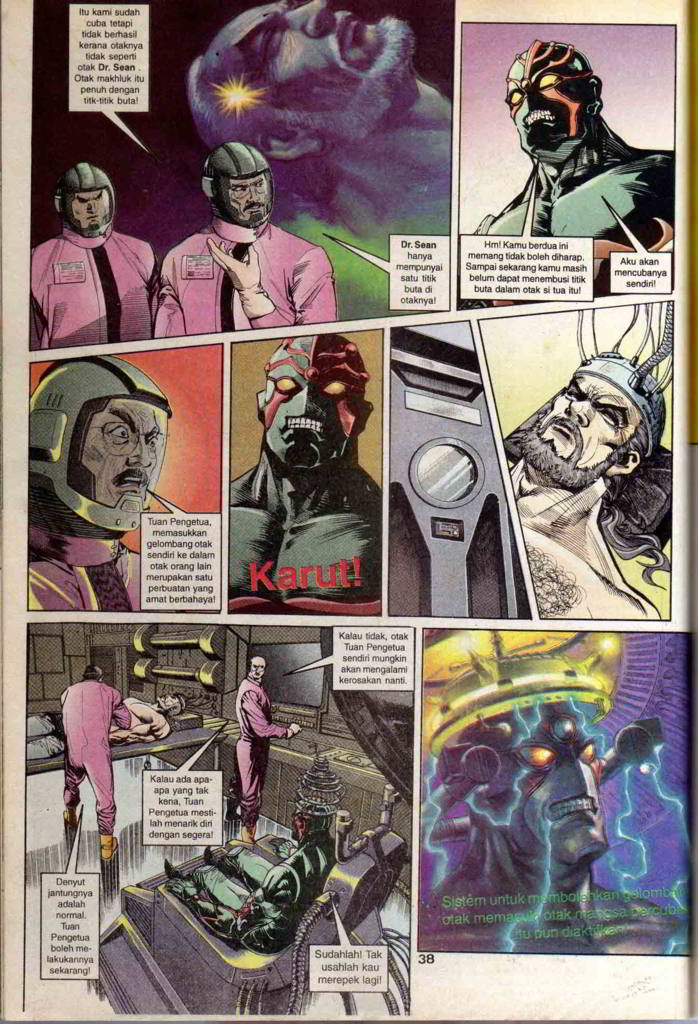 Itu kami sudah
cuba tetapi
tidak berhasil
kerana otaknya
tidak seperti
otak Dr. Sean .
Otak makhluk itu
penuh dengan
titk-titik buta!
Dr. Sean
hanya
mempunyai
satu titik
buta di
otaknya!
Hm! Kamu berdua ini
memang tidak boleh diharap.
Sampai sekarang kamu masih
belum dapat menembusi titik
buta dalam otak si tua itu!
Aku akan
mencubanya
sendiri!
Tuan Pengetua,
memasukkan
gelombang otak
sendiri ke dalam
otak orang lain
merupakan satu
perbuatan yang
amat berbahaya!
Karut!
Kalau tidak, otak
Tuan Pengetua
sendiri mungkin
akan mengalami
kerosakan nanti.
Kalau ada apa-
apa yang tak
kena, Tuan
Pengetua mesti-
lah menarik diri
dengan segera!
Denyut
jantungnya
adalah
normal.
Tuan
Pengetua
boleh me-
lakukannya
sekarang!
Sudahlah! Tak
usahlah kau
merepek lagi!
Sistem untuk membolehkan gelomban
otak memasuk otak mangsa percuba
itu pun diaktifkan
38